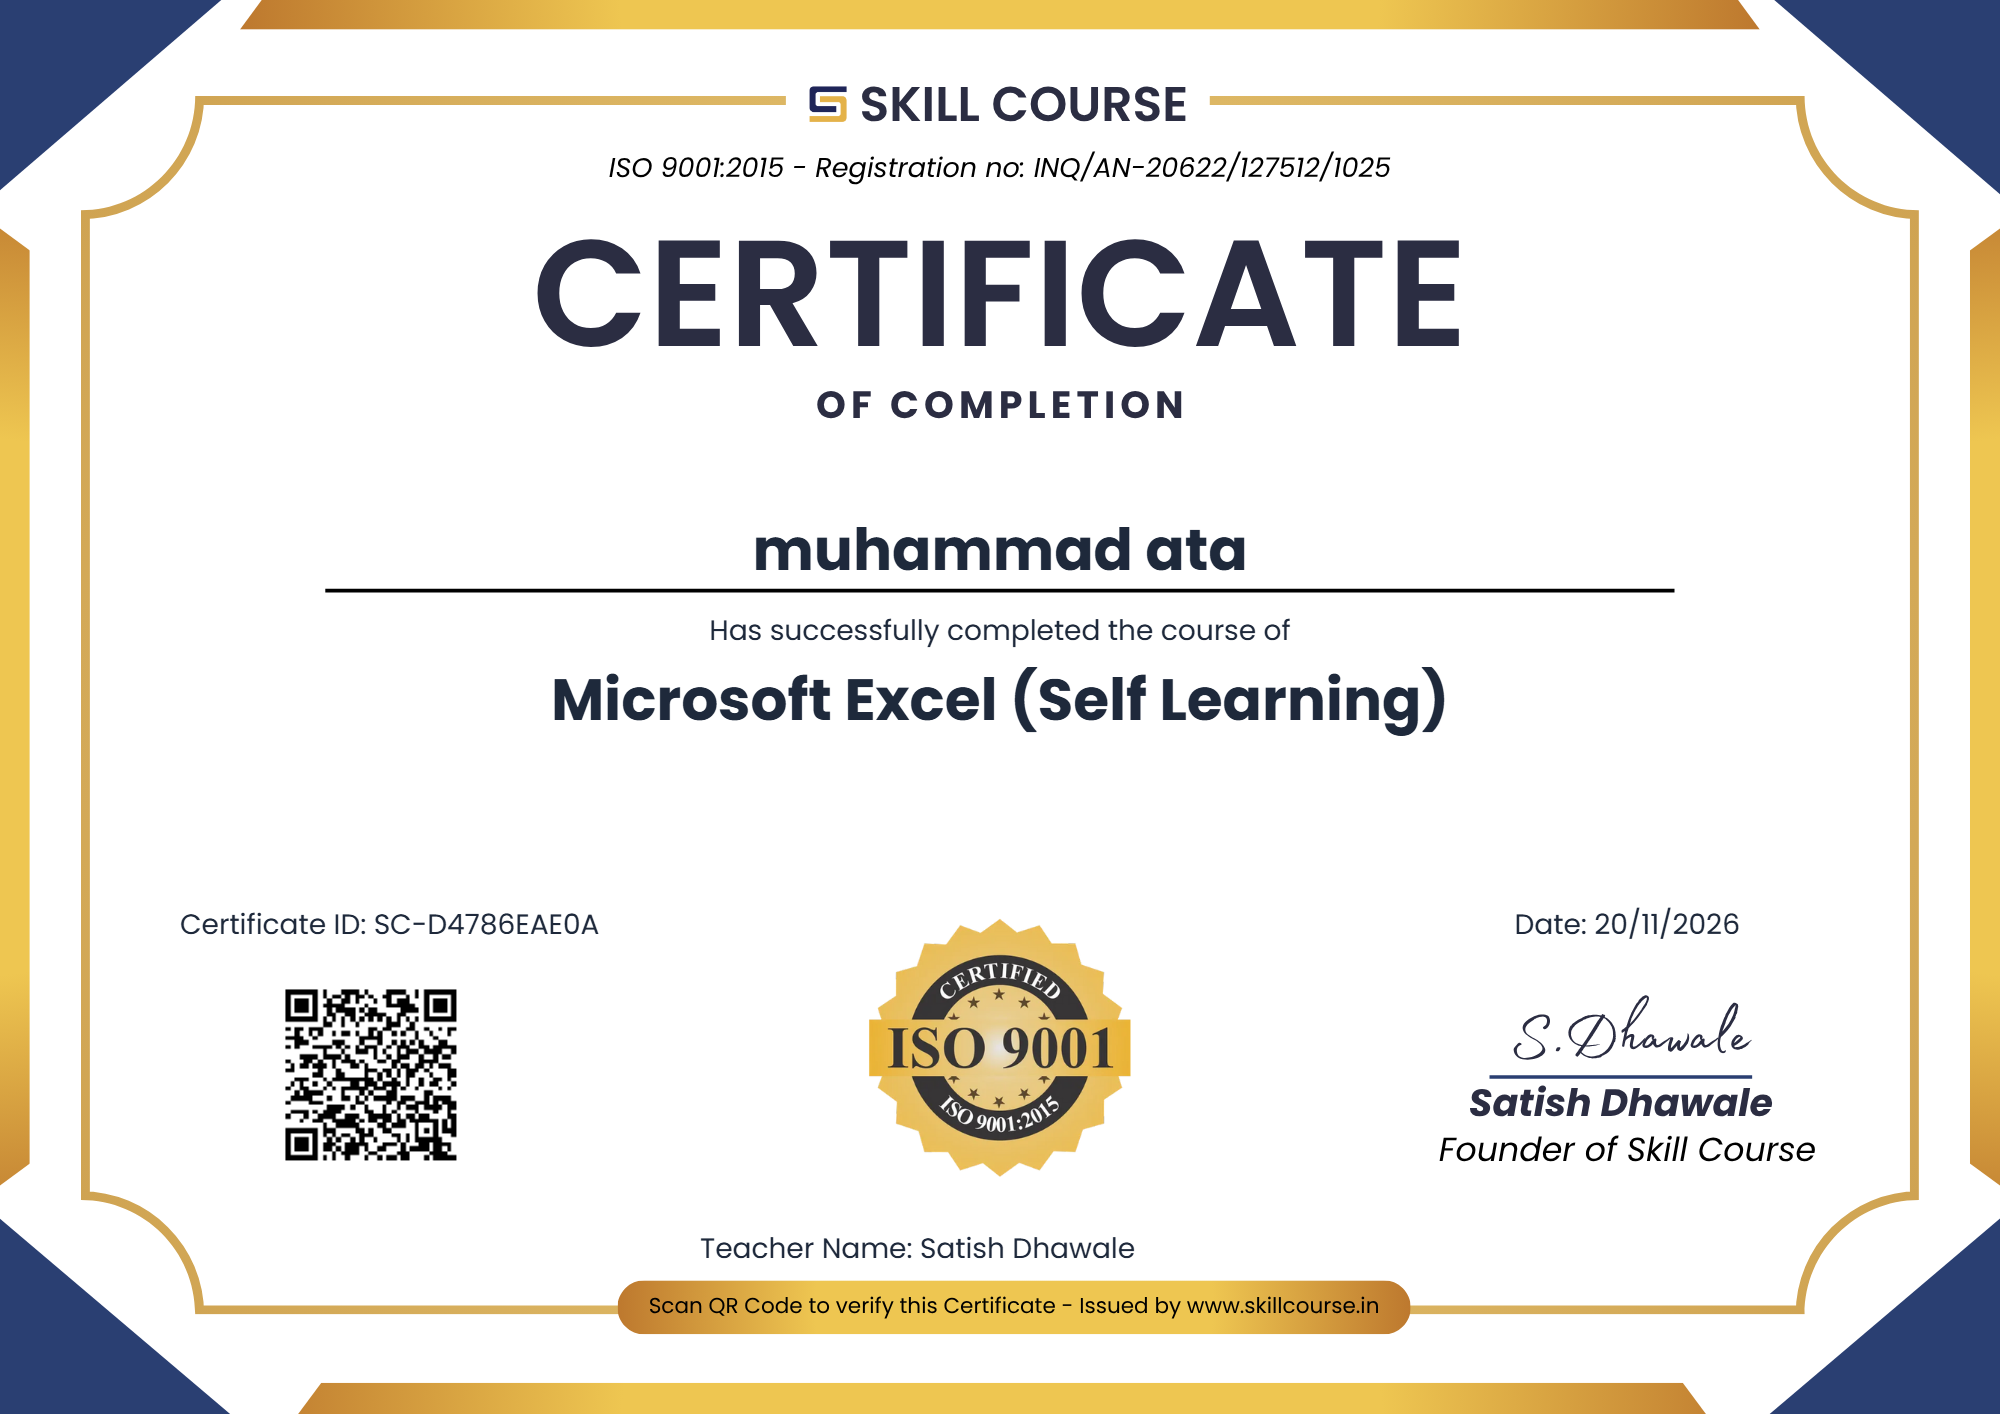 SKILL COURSE
ISO 9001:2015 - Registration no: INQ/AN-20622/127512/1025
CERTIFICATE
OF COMPLETION
muhammad ata
Has successfully completed the course of
Microsoft Excel (Self Learning)
Certificate ID: SC-D4786EAE0A
CERTIFIED
ISO 9001
ISO 9001:2015
Date: 20/11/2026
S. Dhawale
Satish Dhawale
Founder of Skill Course
Teacher Name: Satish Dhawale
Scan QR Code to verify this Certificate - Issued by www.skillcourse.in